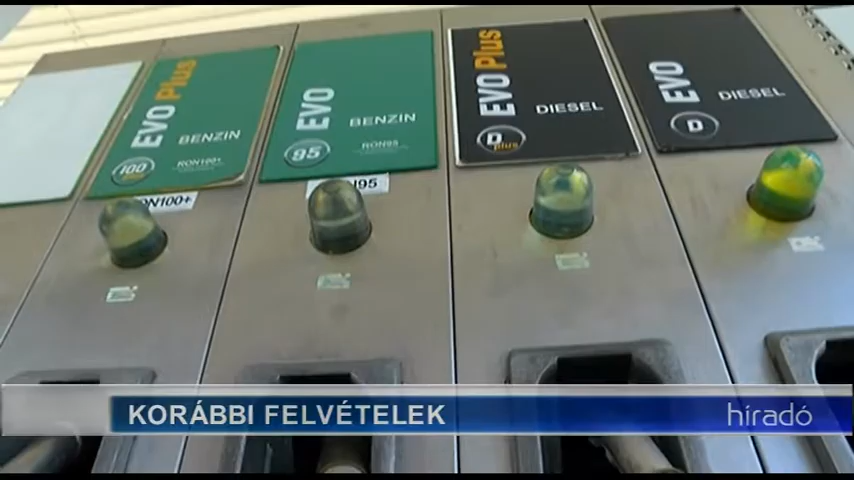 EVO Plus
BENZIN
100 plus
RON100+
RON100+
EVO
BENZIN
95
RON95
EVO Plus
DIESEL
D plus
EVO
DIESEL
D
KORÁBBI FELVÉTELEK
híradó